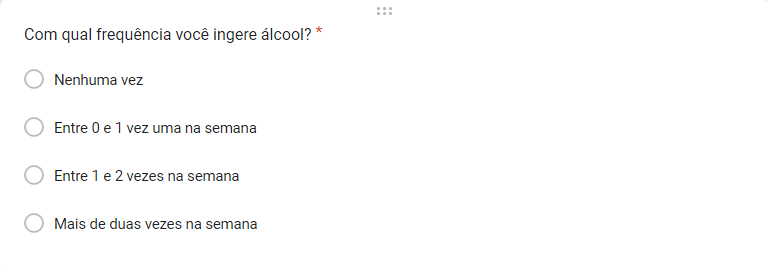 Com qual frequência você ingere álcool? *
Nenhuma vez
Entre 0 e 1 vez uma na semana
Entre 1 e 2 vezes na semana
Mais de duas vezes na semana